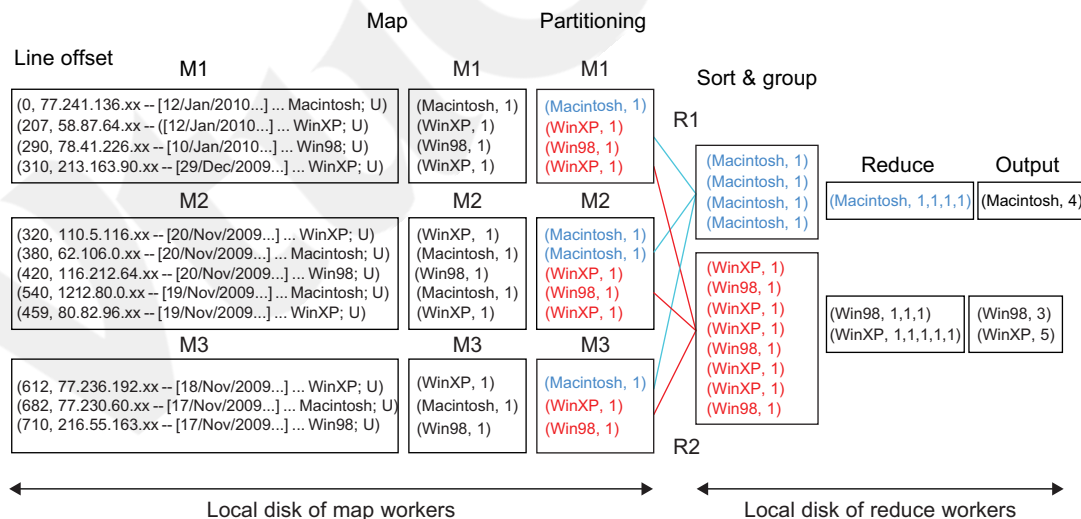 Map
Partitioning
Line offset
M1
M1
M1
Sort & group
(0, 77.241.136.xx -- [12/Jan/2010...] ... Macintosh; U)
(207, 58.87.64.xx -- ([12/Jan/2010...] ... WinXP; U)
(290, 78.41.226.xx -- [10/Jan/2010...] ... Win98; U)
(310, 213.163.90.xx -- [29/Dec/2009...] ... WinXP; U)
(Macintosh, 1)
(WinXP, 1)
(Win98, 1)
(WinXP, 1)
(Macintosh, 1)
(WinXP, 1)
(Win98, 1)
(WinXP, 1)
R1
M2
M2
M2
(320, 110.5.116.xx -- [20/Nov/2009...] ... WinXP; U)
(380, 62.106.0.xx -- [20/Nov/2009...] ... Macintosh; U)
(420, 116.212.64.xx -- [20/Nov/2009...] ... Win98; U)
(540, 1212.80.0.xx -- [19/Nov/2009...] ... Macintosh; U)
(459, 80.82.96.xx -- [19/Nov/2009...] ... WinXP; U)
(WinXP, 1)
(Macintosh, 1)
(Win98, 1)
(Macintosh, 1)
(WinXP, 1)
(Macintosh, 1)
(Macintosh, 1)
(WinXP, 1)
(Win98, 1)
(WinXP, 1)
M3
M3
M3
(612, 77.236.192.xx -- [18/Nov/2009...] ... WinXP; U)
(682, 77.230.60.xx -- [17/Nov/2009...] ... Macintosh; U)
(710, 216.55.163.xx -- [17/Nov/2009...] ... Win98; U)
(WinXP, 1)
(Macintosh, 1)
(Win98, 1)
(Macintosh, 1)
(WinXP, 1)
(Win98, 1)
R2
(Macintosh, 1)
(Macintosh, 1)
(Macintosh, 1)
(Macintosh, 1)
Reduce
Output
(Macintosh, 1,1,1,1)
(Macintosh, 4)
(WinXP, 1)
(Win98, 1)
(WinXP, 1)
(WinXP, 1)
(Win98, 1)
(WinXP, 1)
(WinXP, 1)
(Win98, 1)
(Win98, 1,1,1)
(WinXP, 1,1,1,1,1)
(Win98, 3)
(WinXP, 5)
Local disk of map workers
Local disk of reduce workers